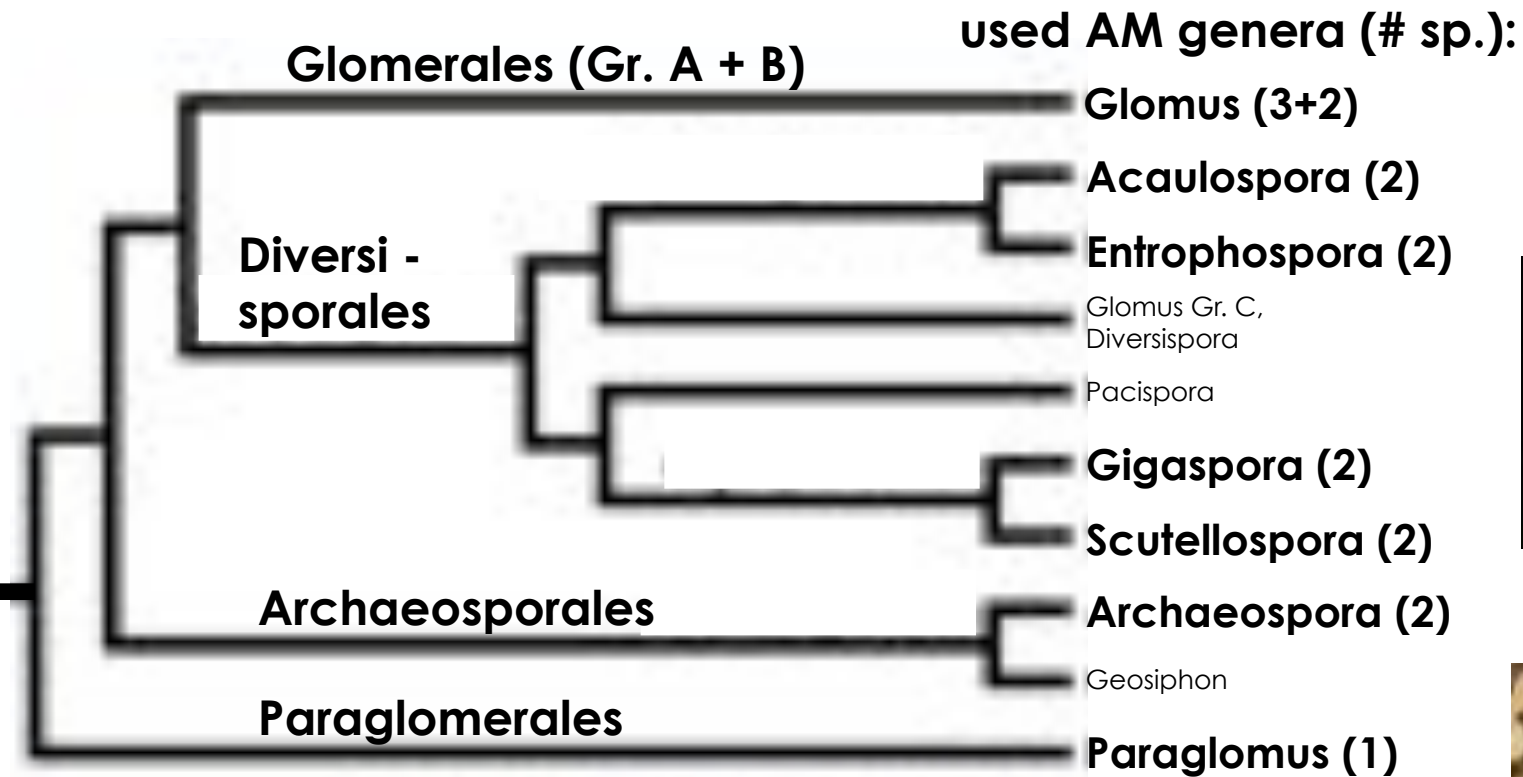 used AM genera (# sp.):
Glomerales (Gr. A + B)
Glomus (3+2)
Acaulospora (2)
Diversi -
sporales
Entrophospora (2)
Glomus Gr. C,
Diversispora
Pacispora
Gigaspora (2)
Scutellospora (2)
Archaeosporales
Archaeospora (2)
Geosiphon
Paraglomerales
Paraglomus (1)